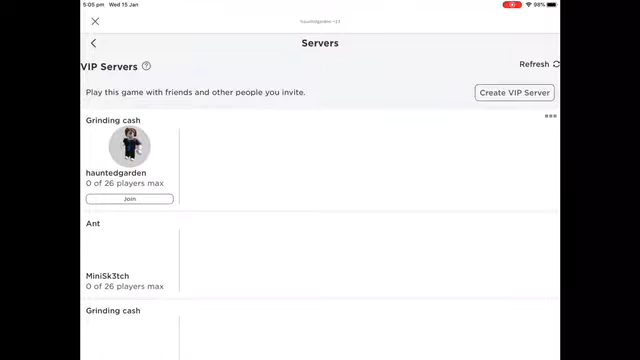 5:05 pm Wed 15 Jan
98%
Servers
VIP Servers ?
Refresh
Play this game with friends and other people you invite.
Create VIP Server
Grinding cash
hauntedgarden
0 of 26 players max
Join
Ant
MiniSk3tch
0 of 26 players max
Grinding cash